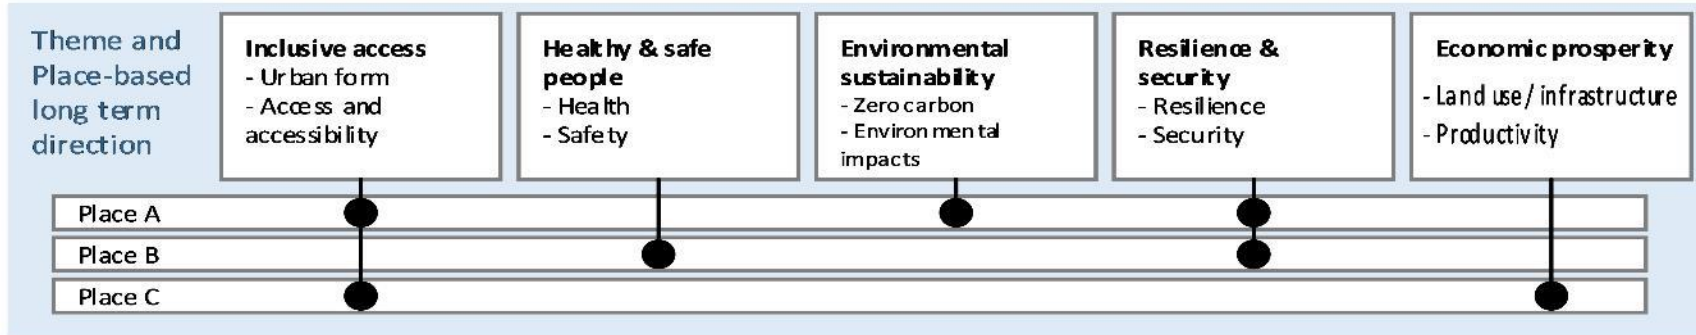 Theme and
Place-based
long term
direction
Inclusive access
- Urban form
- Access and
accessibility
Healthy & safe
people
- Health
- Safety
Environmental
sustainability
- Zero carbon
- Environmental
impacts
Resilience &
security
- Resilience
- Security
Economic prosperity
- Land use / infrastructure
- Productivity
Place A
Place B
Place C